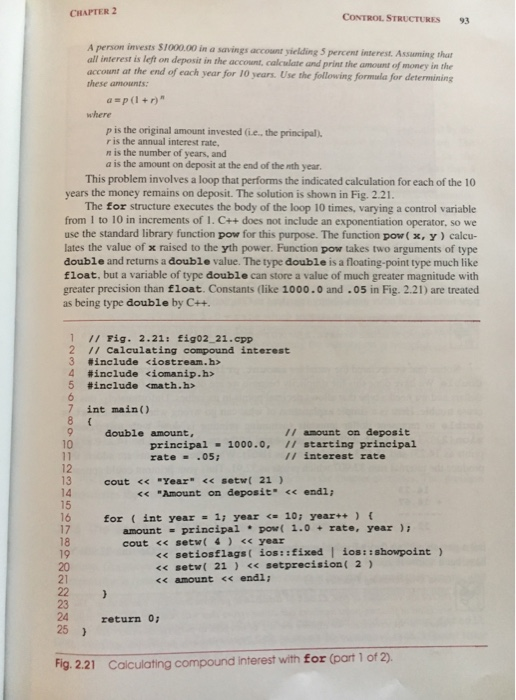 CHAPTER 2
CONTROL STRUCTURES 93
A person invests $1000.00 in a savings account yielding 5 percent interest. Assuming that
all interest is left on deposit in the account, calculate and print the amount of money in the
account at the end of each year for 10 years. Use the following formula for determining
these amounts:
a = p (1 + r) n
where
p is the original amount invested (i.e., the principal),
r is the annual interest rate,
n is the number of years, and
a is the amount on deposit at the end of the nth year.
This problem involves a loop that performs the indicated calculation for each of the 10
years the money remains on deposit. The solution is shown in Fig. 2.21.
The for structure executes the body of the loop 10 times, varying a control variable
from 1 to 10 in increments of 1. C++ does not include an exponentiation operator, so we
use the standard library function pow for this purpose. The function pow( x, y ) calcu-
lates the value of x raised to the yth power. Function pow takes two arguments of type
double and returns a double value. The type double is a floating-point type much like
float, but a variable of type double can store a value of much greater magnitude with
greater precision than float. Constants (like 1000.0 and .05 in Fig. 2.21) are treated
as being type double by C++.
1 // Fig. 2.21: fig02_21.cpp
2 // Calculating compound interest
3 #include <iostream.h>
4 #include <iomanip.h>
5 #include <math.h>
6
7 int main()
8 {
9 double amount, // amount on deposit
10 principal = 1000.0, // starting principal
11 rate = .05; // interest rate
12
13 cout << "Year" << setw( 21 )
14 << "Amount on deposit" << endl;
15
16 for ( int year = 1; year <= 10; year++ ) {
17 amount = principal * pow( 1.0 + rate, year );
18 cout << setw( 4 ) << year
19 << setiosflags( ios::fixed | ios::showpoint )
20 << setw( 21 ) << setprecision( 2 )
21 << amount << endl;
22 }
23
24 return 0;
25 }
Fig. 2.21 Calculating compound interest with for (part 1 of 2).